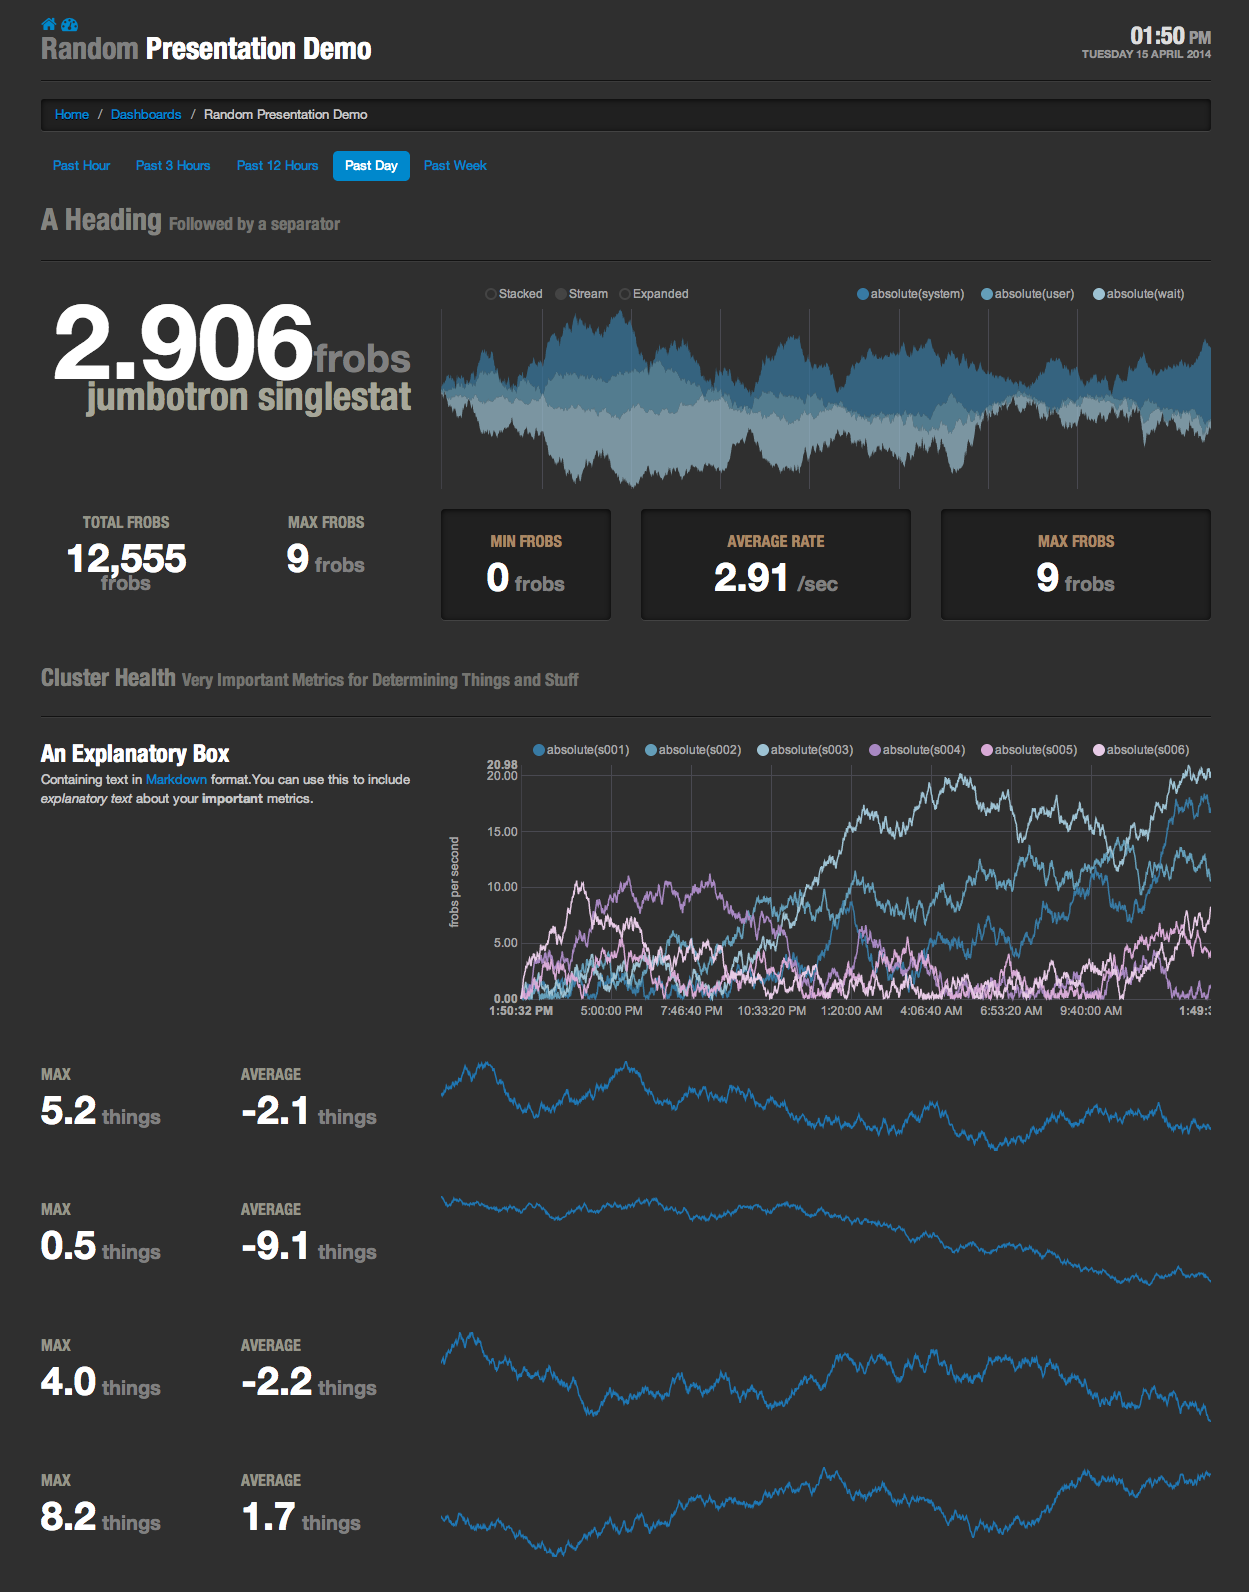 Random Presentation Demo
01:50 PM
TUESDAY 15 APRIL 2014
Home / Dashboards / Random Presentation Demo
Past Hour Past 3 Hours Past 12 Hours Past Day Past Week
A Heading Followed by a separator
2.906frobs
jumbotron singlestat
Stacked Stream Expanded absolute(system) absolute(user) absolute(wait)
TOTAL FROBS
12,555
frobs
MAX FROBS
9 frobs
MIN FROBS
0 frobs
AVERAGE RATE
2.91 /sec
MAX FROBS
9 frobs
Cluster Health Very Important Metrics for Determining Things and Stuff
An Explanatory Box
Containing text in Markdown format.You can use this to include
explanatory text about your important metrics.
absolute(s001) absolute(s002) absolute(s003) absolute(s004) absolute(s005) absolute(s006)
20.98
20.00
15.00
10.00
5.00
0.00
frobs per second
1:50:32 PM 5:00:00 PM 7:46:40 PM 10:33:20 PM 1:20:00 AM 4:06:40 AM 6:53:20 AM 9:40:00 AM 1:49:
MAX
5.2 things
AVERAGE
-2.1 things
MAX
0.5 things
AVERAGE
-9.1 things
MAX
4.0 things
AVERAGE
-2.2 things
MAX
8.2 things
AVERAGE
1.7 things